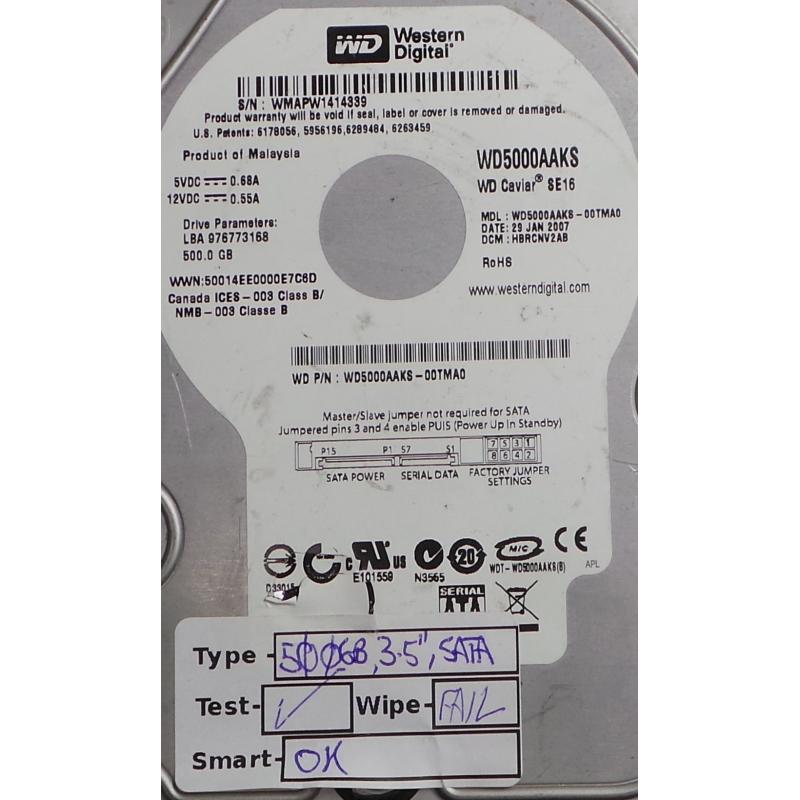 WD Western Digital
S/N : WMAPW1414339
Product warranty will be void if seal, label or cover is removed or damaged.
U.S. Patents: 6178056, 5956196,6289484, 6263459
Product of Malaysia
5VDC 0.68A
12VDC 0.55A
Drive Parameters:
LBA 976773168
500.0 GB
WWN:50014EE0000E7C6D
Canada ICES-003 Class B/
NMB-003 Classe B
WD5000AAKS
WD Caviar® SE16
MDL : WD5000AAKS-00TMA0
DATE: 29 JAN 2007
DCM : HBRCNV2AB
RoHS
www.westerndigital.com
WD P/N : WD5000AAKS-00TMA0
Master/Slave jumper not required for SATA
Jumpered pins 3 and 4 enable PUIS (Power Up In Standby)
P15 P1 S7 S1 7 5 3 1
8 6 4 2
SATA POWER SERIAL DATA FACTORY JUMPER
SETTINGS
c UL US 20 MIC CE
D33015 E101559 N3565 WDT-WD5000AAKS(B) APL
SERIAL
ATA
Type - 500GB, 3.5", SATA
Test- Wipe- FAIL
Smart- OK